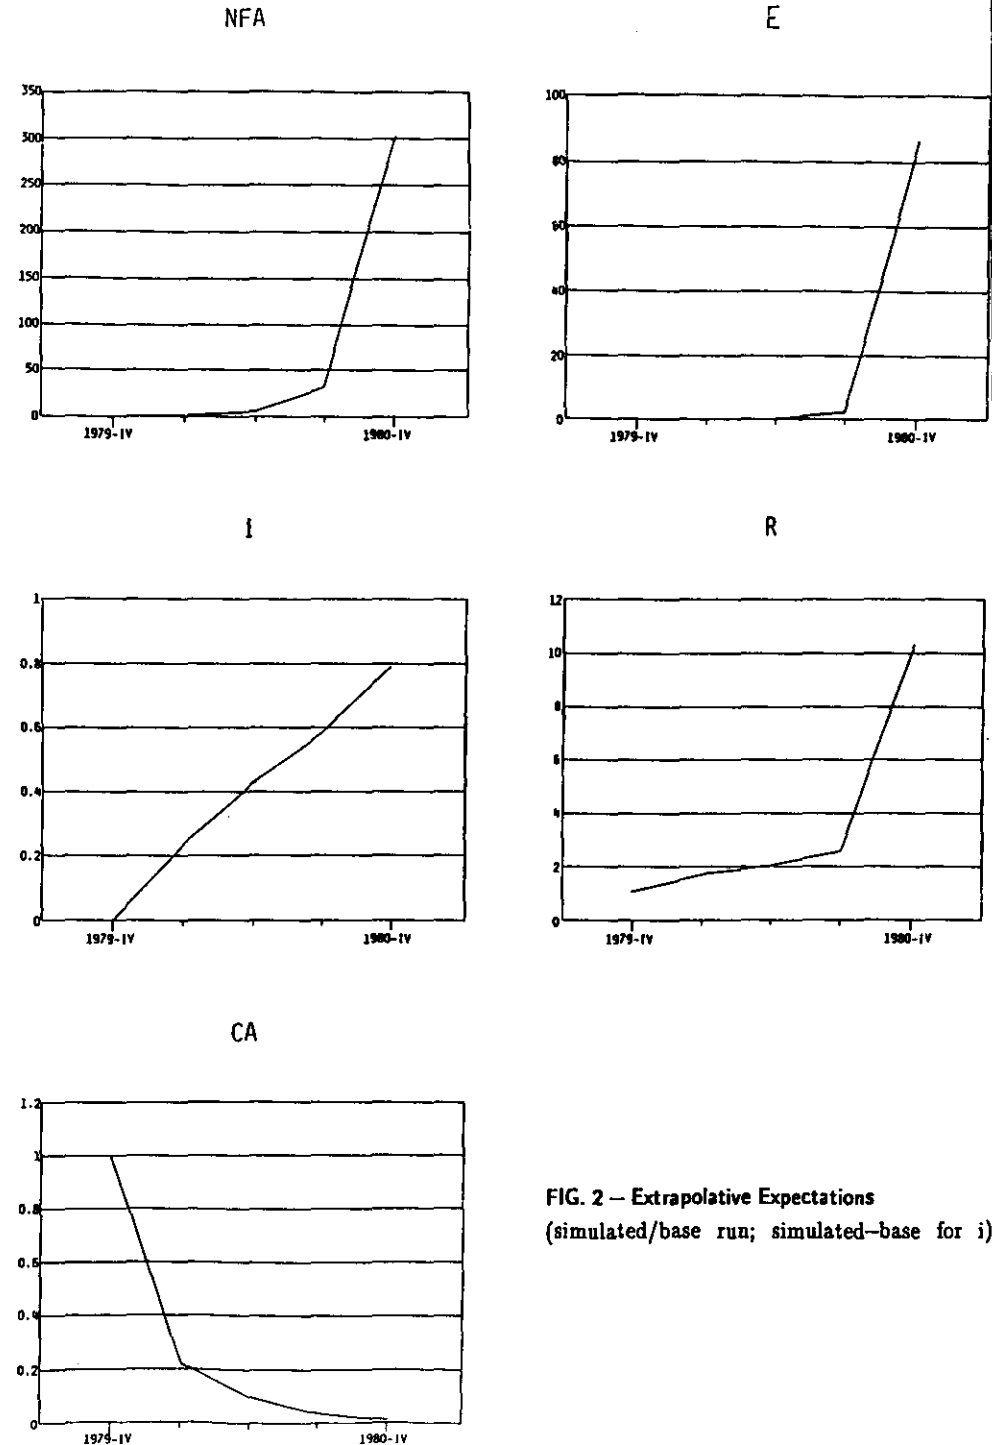 NFA
E
350
300
250
200
150
100
50
0
1979-IV
1980-IV
100
80
60
40
20
0
1979-IV
1980-IV
I
R
1
0.8
0.6
0.4
0.2
0
1979-IV
1980-IV
12
10
8
6
4
2
0
1979-IV
1980-IV
CA
1.2
1
0.8
0.6
0.4
0.2
0
1979-IV
1980-IV
FIG. 2 — Extrapolative Expectations
(simulated/base run; simulated—base for i)